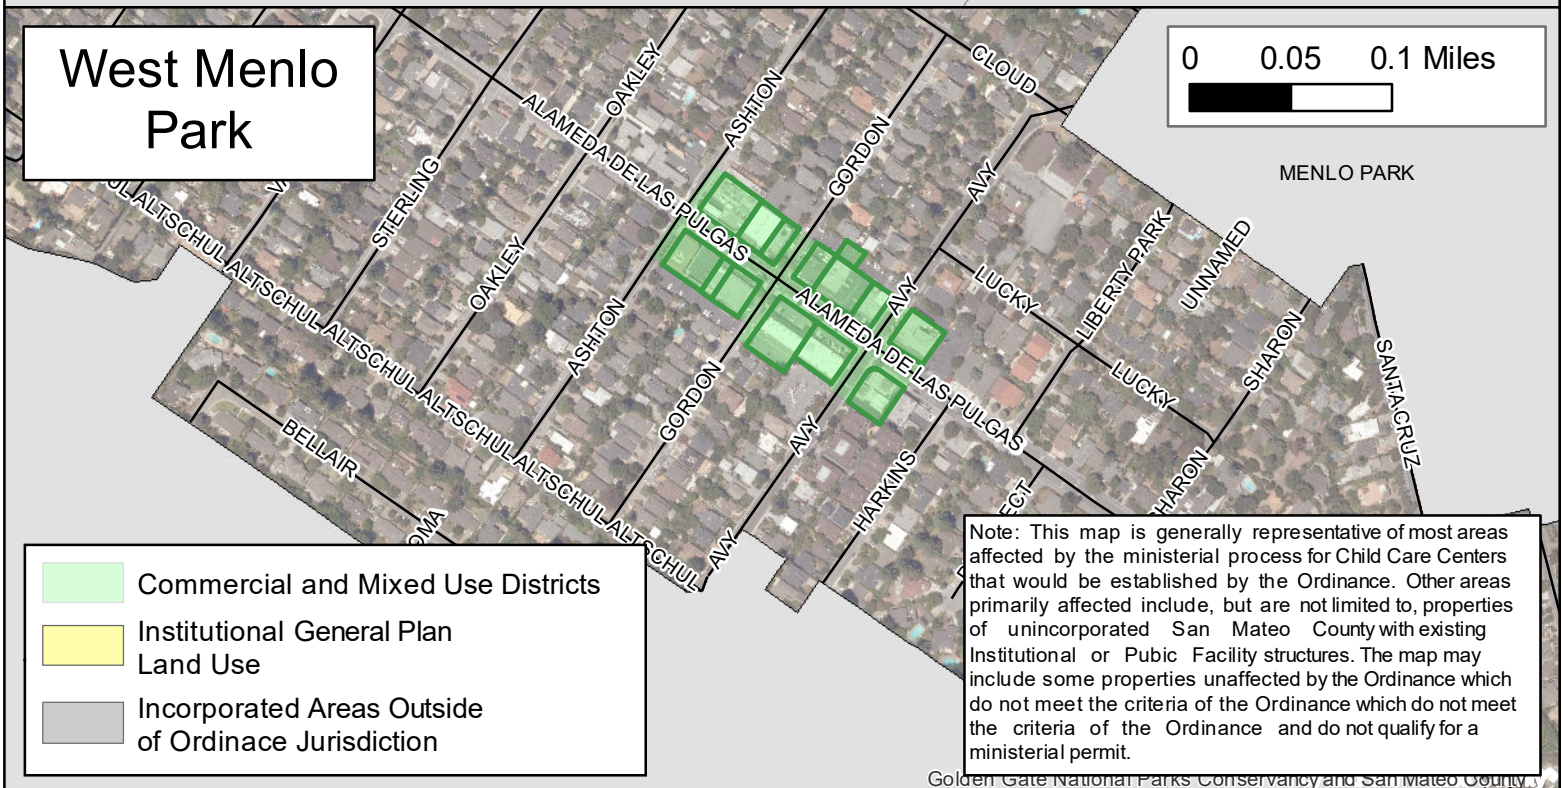 West Menlo
Park
0 0.05 0.1 Miles
MENLO PARK
CLOUD
OAKLEY
ASHTON
GORDON
AVY
ALAMEDA DE LAS PULGAS
STERLING
OAKLEY
ASHTON
GORDON
AVY
AVY
ALAMEDA DE LAS PULGAS
LUCKY
LIBERTY PARK
UNNAMED
LUCKY
SHARON
SANTA CRUZ
SHARON
HARKINS
ECT
UL ALTSCHUL ALTSCHUL ALTSCHUL ALTSCHUL ALTSCHUL ALTSCHUL
AVY
BELLAIR
OMA
Commercial and Mixed Use Districts
Institutional General Plan
Land Use
Incorporated Areas Outside
of Ordinace Jurisdiction
Note: This map is generally representative of most areas
affected by the ministerial process for Child Care Centers
that would be established by the Ordinance. Other areas
primarily affected include, but are not limited to, properties
of unincorporated San Mateo County with existing
Institutional or Pubic Facility structures. The map may
include some properties unaffected by the Ordinance which
do not meet the criteria of the Ordinance which do not meet
the criteria of the Ordinance and do not qualify for a
ministerial permit.
Golden Gate National Parks Conservancy and San Mateo County